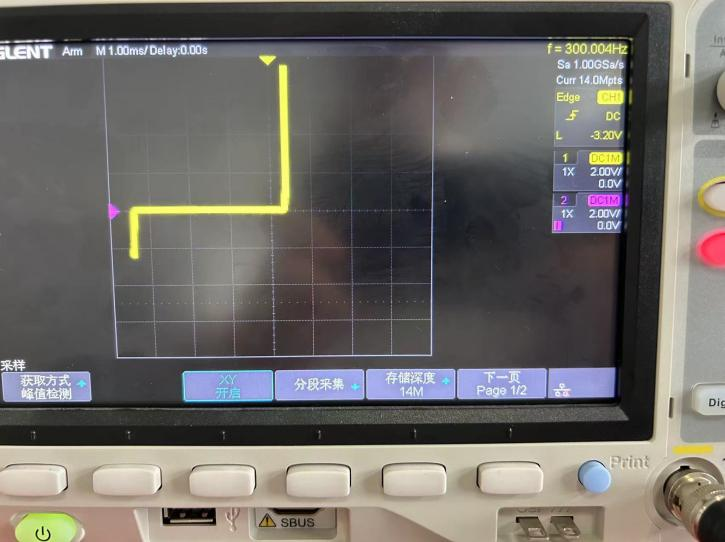 GLENT Arm M 1.00ms/ Delay:0.00s
f = 300.004Hz
Sa 1.00GSa/s
Curr 14.0Mpts
Edge CH1
DC
L -3.20V
1 DC1M
1X 2.00V/
0.0V
2 DC1M
1X 2.00V/
0.0V
采样
获取方式
峰值检测
XY
开启
分段采集
存储深度
14M
下一页
Page 1/2
Print
Dig
SBUS